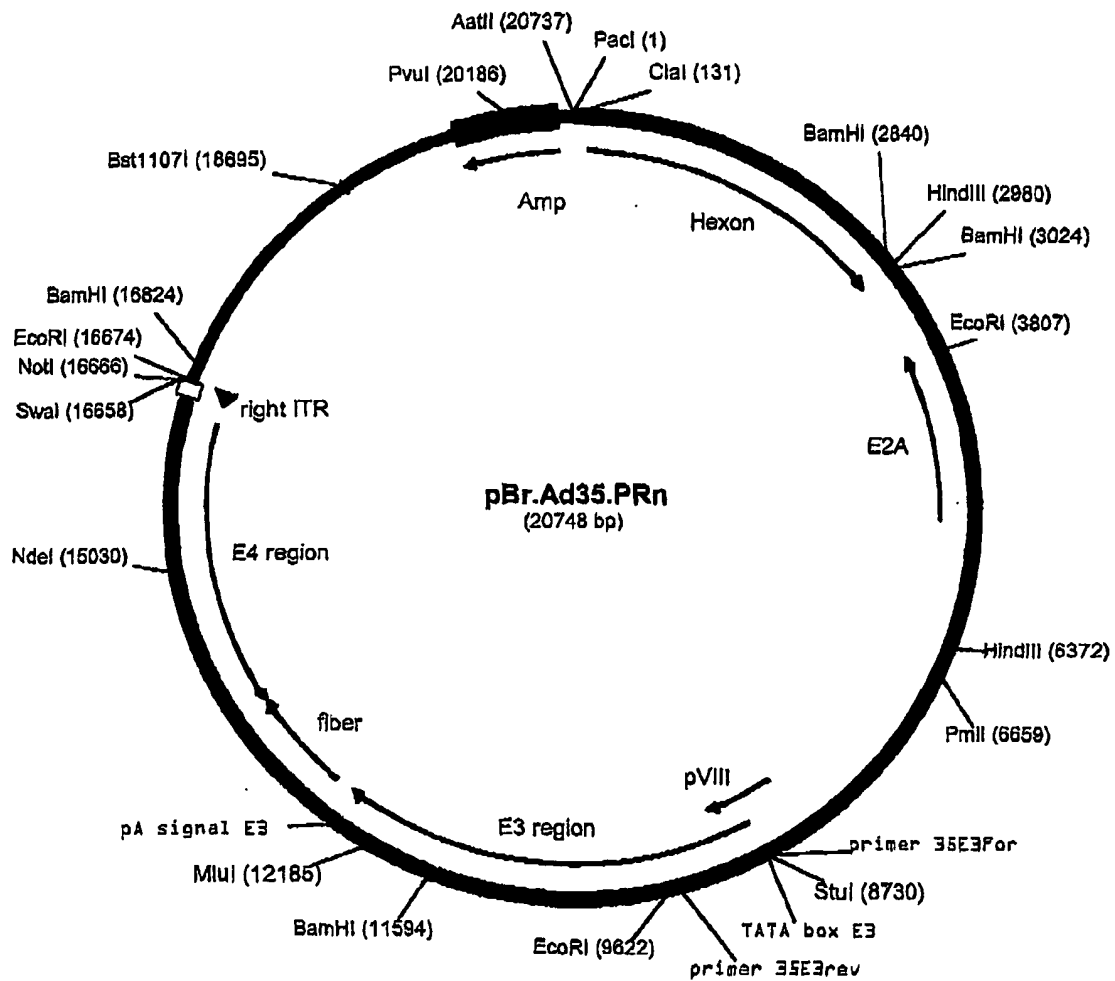 AatII (20737)
PacI (1)
PvuI (20186)
ClaI (131)
BamHI (2840)
Bst1107I (18695)
HindIII (2980)
Amp
Hexon
BamHI (3024)
BamHI (16824)
EcoRI (16674)
EcoRI (3807)
NotI (16666)
SwaI (16658)
right ITR
E2A
pBr.Ad35.PRn
(20748 bp)
NdeI (15030)
E4 region
HindIII (6372)
fiber
PmlI (6659)
pVIII
pA signal E3
E3 region
primer 35E3For
MluI (12185)
StuI (8730)
BamHI (11594)
TATA box E3
EcoRI (9622)
primer 35E3rev